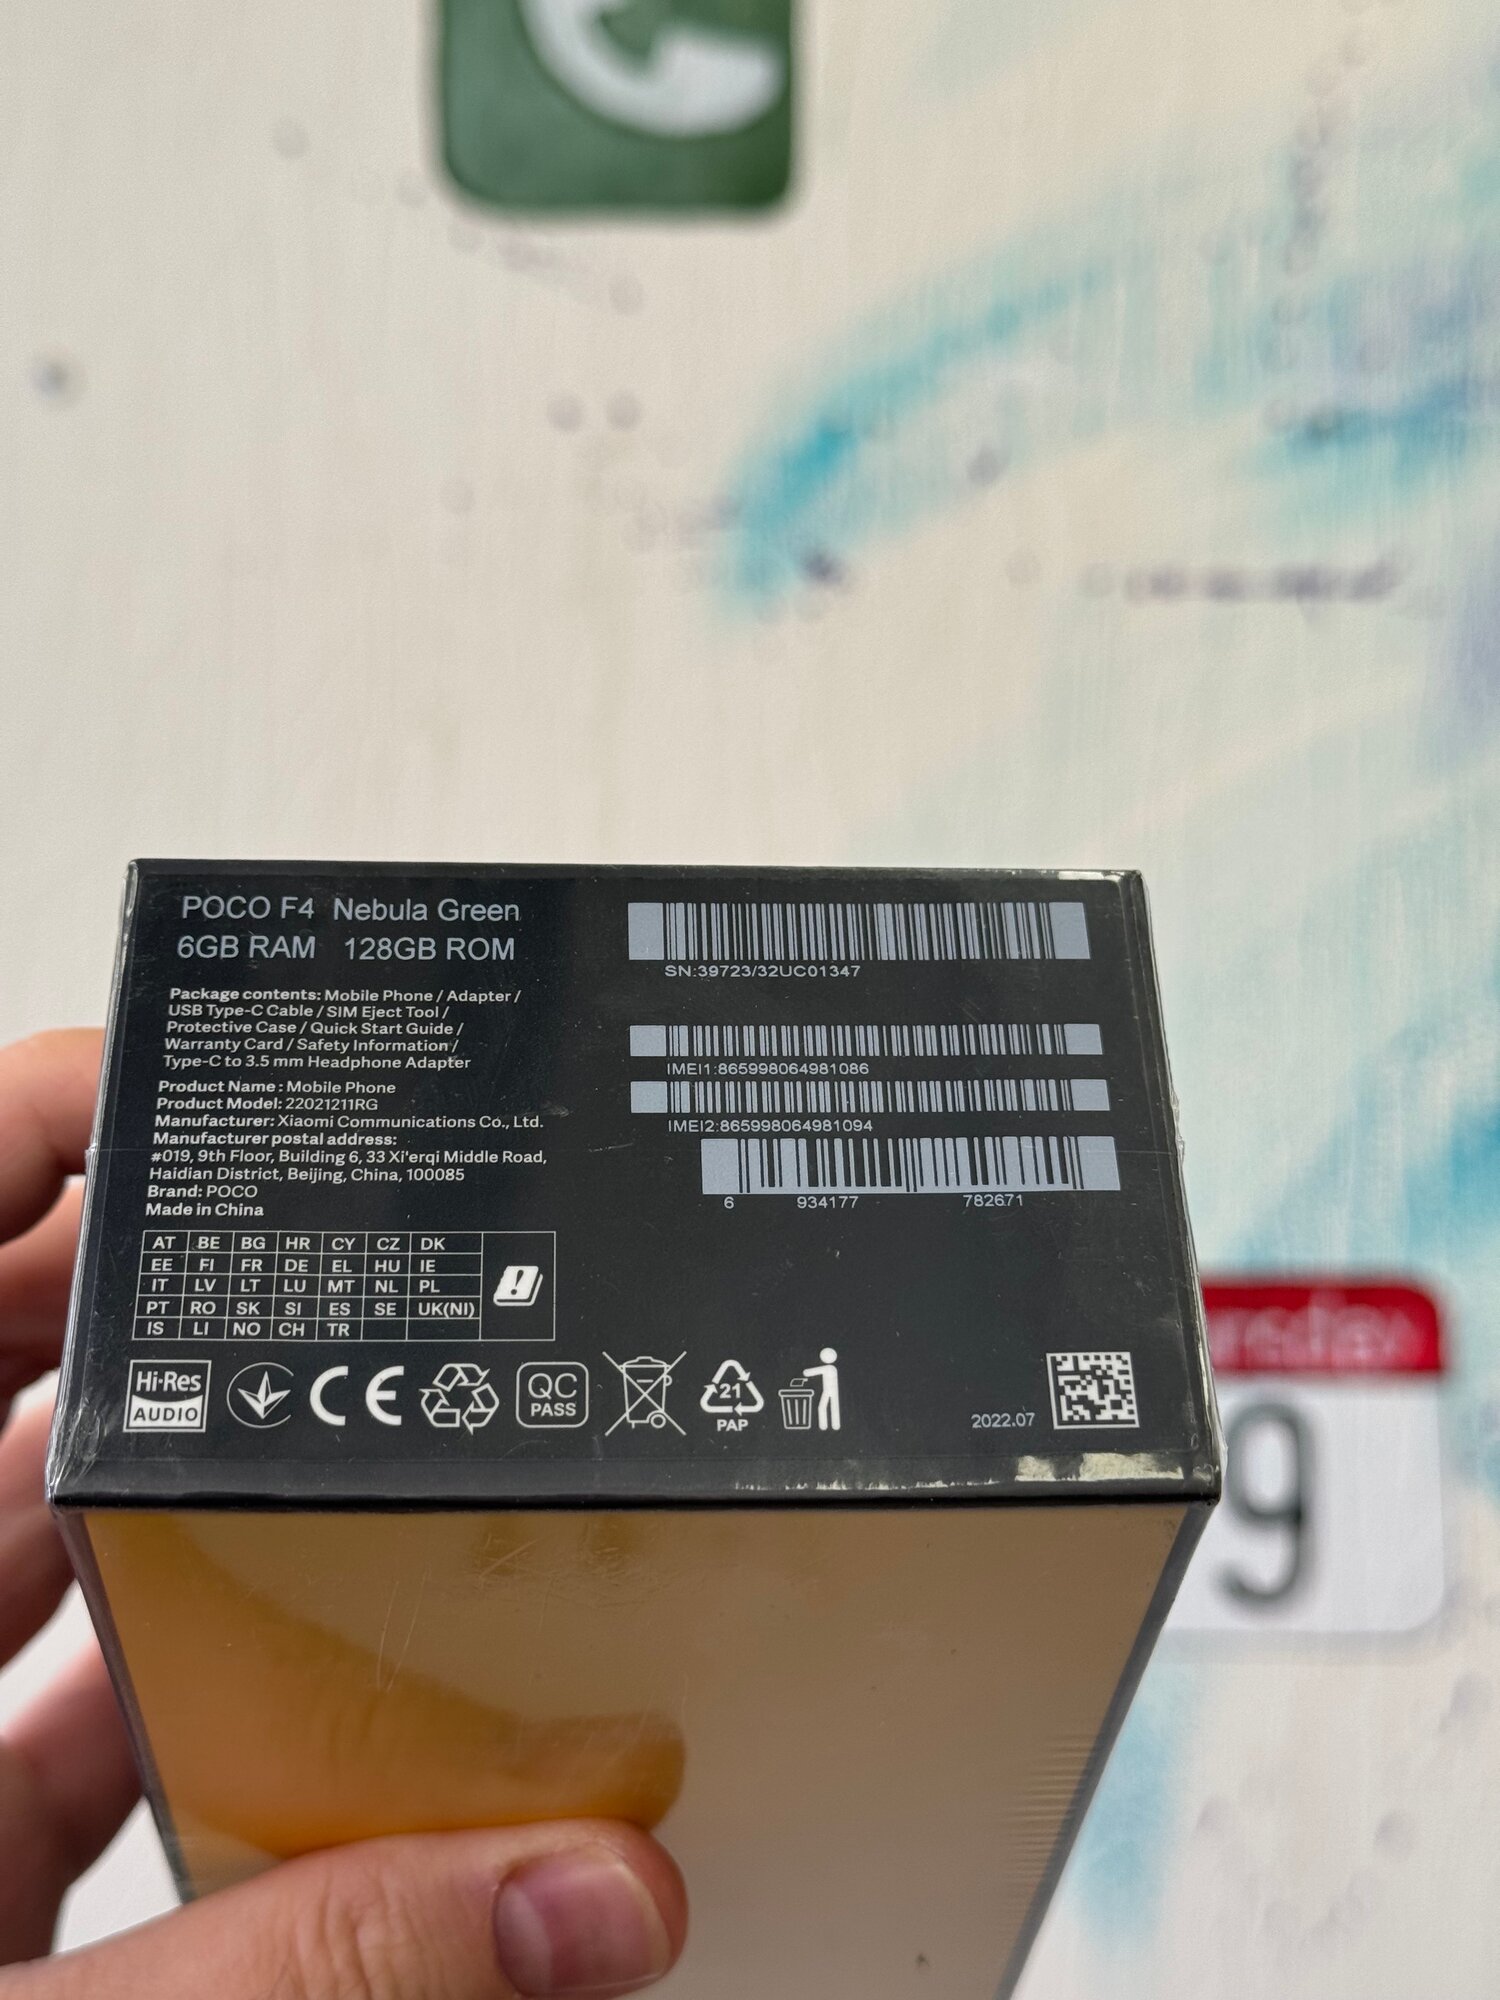 POCO F4 Nebula Green
6GB RAM 128GB ROM
Package contents: Mobile Phone / Adapter /
USB Type-C Cable / SIM Eject Tool /
Protective Case / Quick Start Guide /
Warranty Card / Safety Information /
Type-C to 3.5 mm Headphone Adapter
Product Name : Mobile Phone
Product Model: 22021211RG
Manufacturer: Xiaomi Communications Co., Ltd.
Manufacturer postal address:
#019, 9th Floor, Building 6, 33 Xi'erqi Middle Road,
Haidian District, Beijing, China, 100085
Brand: POCO
Made in China
SN:39723/32UC01347
IMEI1:865998064981086
IMEI2:865998064981094
6 934177 782671
AT BE BG HR CY CZ DK
EE FI FR DE EL HU IE
IT LV LT LU MT NL PL
PT RO SK SI ES SE UK(NI)
IS LI NO CH TR
Hi-Res
AUDIO
CE
QC
PASS
21
PAP
2022.07
9